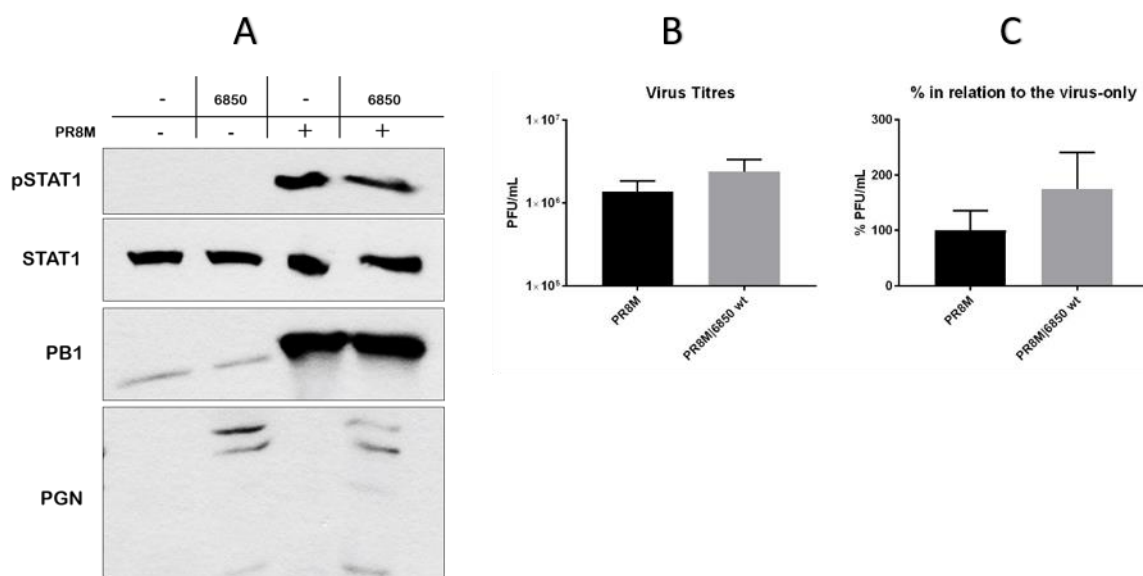 A
B
C
- 6850 - 6850
PR8M - - + +
pSTAT1
STAT1
PB1
PGN
Virus Titres
PFU/mL
1×10⁷
1×10⁶
1×10⁵
PR8M
PR8M|6850 wt
% in relation to the virus-only
% PFU/mL
300
200
100
0
PR8M
PR8M|6850 wt